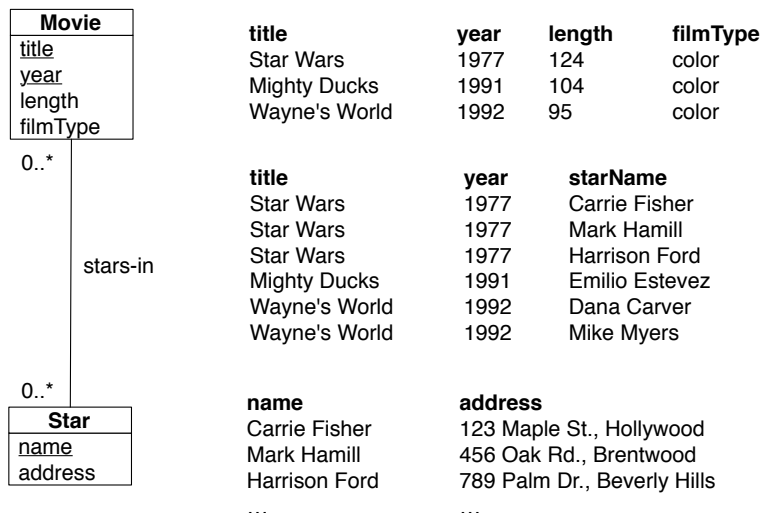 Movie
title
year
length
filmType
0..*
stars-in
0..*
Star
name
address
title year length filmType
Star Wars 1977 124 color
Mighty Ducks 1991 104 color
Wayne's World 1992 95 color
title year starName
Star Wars 1977 Carrie Fisher
Star Wars 1977 Mark Hamill
Star Wars 1977 Harrison Ford
Mighty Ducks 1991 Emilio Estevez
Wayne's World 1992 Dana Carver
Wayne's World 1992 Mike Myers
name address
Carrie Fisher 123 Maple St., Hollywood
Mark Hamill 456 Oak Rd., Brentwood
Harrison Ford 789 Palm Dr., Beverly Hills
... ...